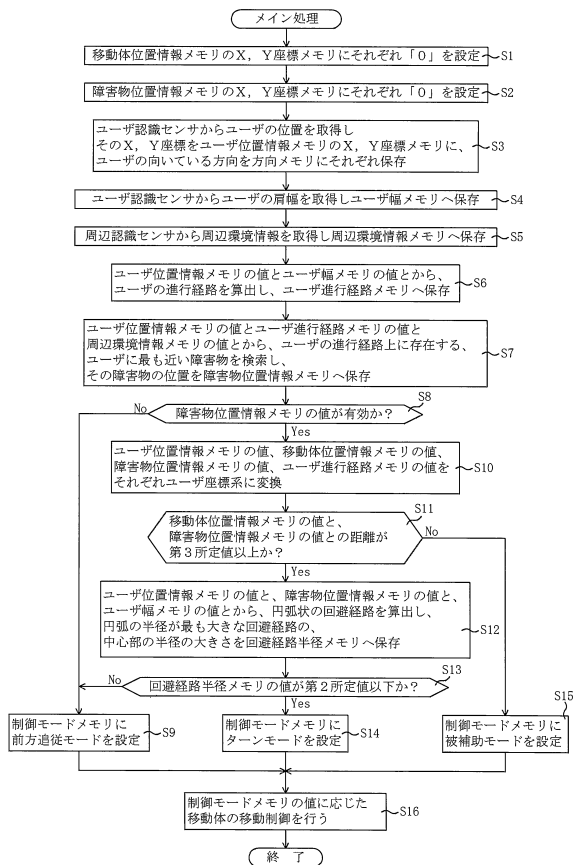 メイン処理
移動体位置情報メモリのX，Y座標メモリにそれぞれ「0」を設定
S1
障害物位置情報メモリのX，Y座標メモリにそれぞれ「0」を設定
S2
ユーザ認識センサからユーザの位置を取得し
そのX，Y座標をユーザ位置情報メモリのX，Y座標メモリに、
ユーザの向いている方向を方向メモリにそれぞれ保存
S3
ユーザ認識センサからユーザの肩幅を取得しユーザ幅メモリへ保存
S4
周辺認識センサから周辺環境情報を取得し周辺環境情報メモリへ保存
S5
ユーザ位置情報メモリの値とユーザ幅メモリの値とから、
ユーザの進行経路を算出し、ユーザ進行経路メモリへ保存
S6
ユーザ位置情報メモリの値とユーザ進行経路メモリの値と
周辺環境情報メモリの値とから、ユーザの進行経路上に存在する、
ユーザに最も近い障害物を検索し、
その障害物の位置を障害物位置情報メモリへ保存
S7
S8
No
障害物位置情報メモリの値が有効か？
Yes
ユーザ位置情報メモリの値、移動体位置情報メモリの値、
障害物位置情報メモリの値、ユーザ進行経路メモリの値を
それぞれユーザ座標系に変換
S10
S11
移動体位置情報メモリの値と、
障害物位置情報メモリの値との距離が
第3所定値以上か？
No
Yes
ユーザ位置情報メモリの値と、障害物位置情報メモリの値と、
ユーザ幅メモリの値とから、円弧状の回避経路を算出し、
円弧の半径が最も大きな回避経路の、
中心部の半径の大きさを回避経路半径メモリへ保存
S12
S13
No
回避経路半径メモリの値が第2所定値以下か？
Yes
制御モードメモリに
前方追従モードを設定
S9
制御モードメモリに
ターンモードを設定
S14
S15
制御モードメモリに
被補助モードを設定
制御モードメモリの値に応じた
移動体の移動制御を行う
S16
終 了